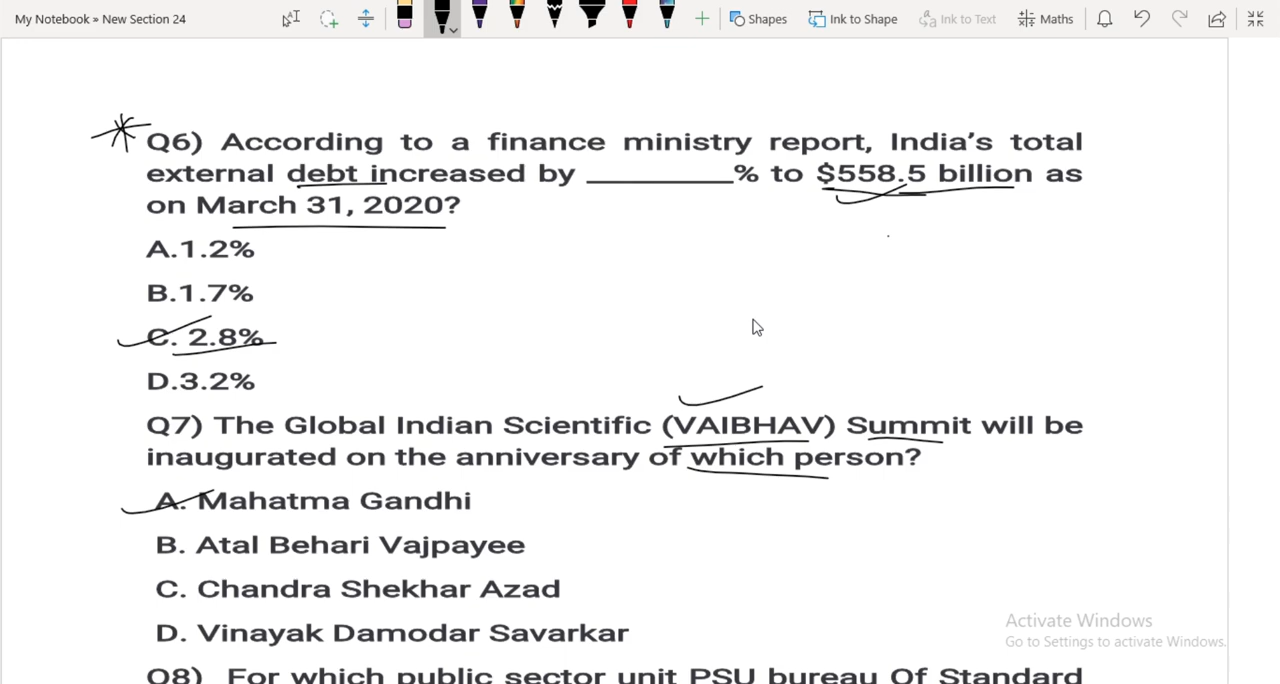 My Notebook » New Section 24
Shapes Ink to Shape Ink to Text Maths
Q6) According to a finance ministry report, India's total
external debt increased by __________% to $558.5 billion as
on March 31, 2020?
A.1.2%
B.1.7%
C. 2.8%
D.3.2%
Q7) The Global Indian Scientific (VAIBHAV) Summit will be
inaugurated on the anniversary of which person?
A. Mahatma Gandhi
B. Atal Behari Vajpayee
C. Chandra Shekhar Azad
D. Vinayak Damodar Savarkar
Activate Windows
Go to Settings to activate Windows.
Q8) For which public sector unit PSU bureau Of Standard